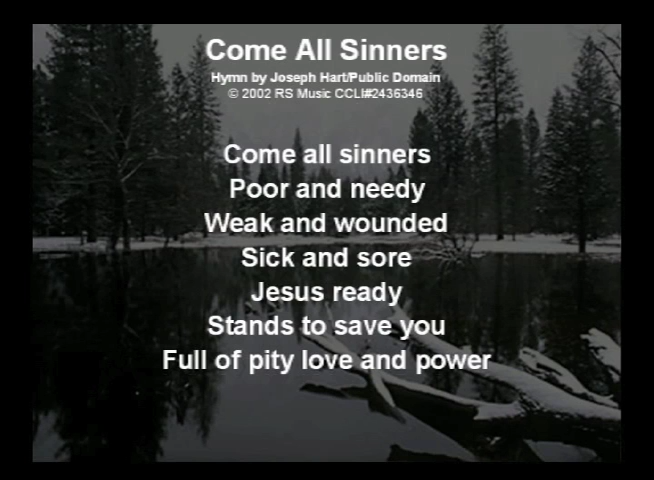 Come All Sinners
Hymn by Joseph Hart/Public Domain
© 2002 RS Music CCLI#2436346
Come all sinners
Poor and needy
Weak and wounded
Sick and sore
Jesus ready
Stands to save you
Full of pity love and power